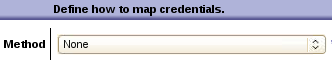 Define how to map credentials.
Method None